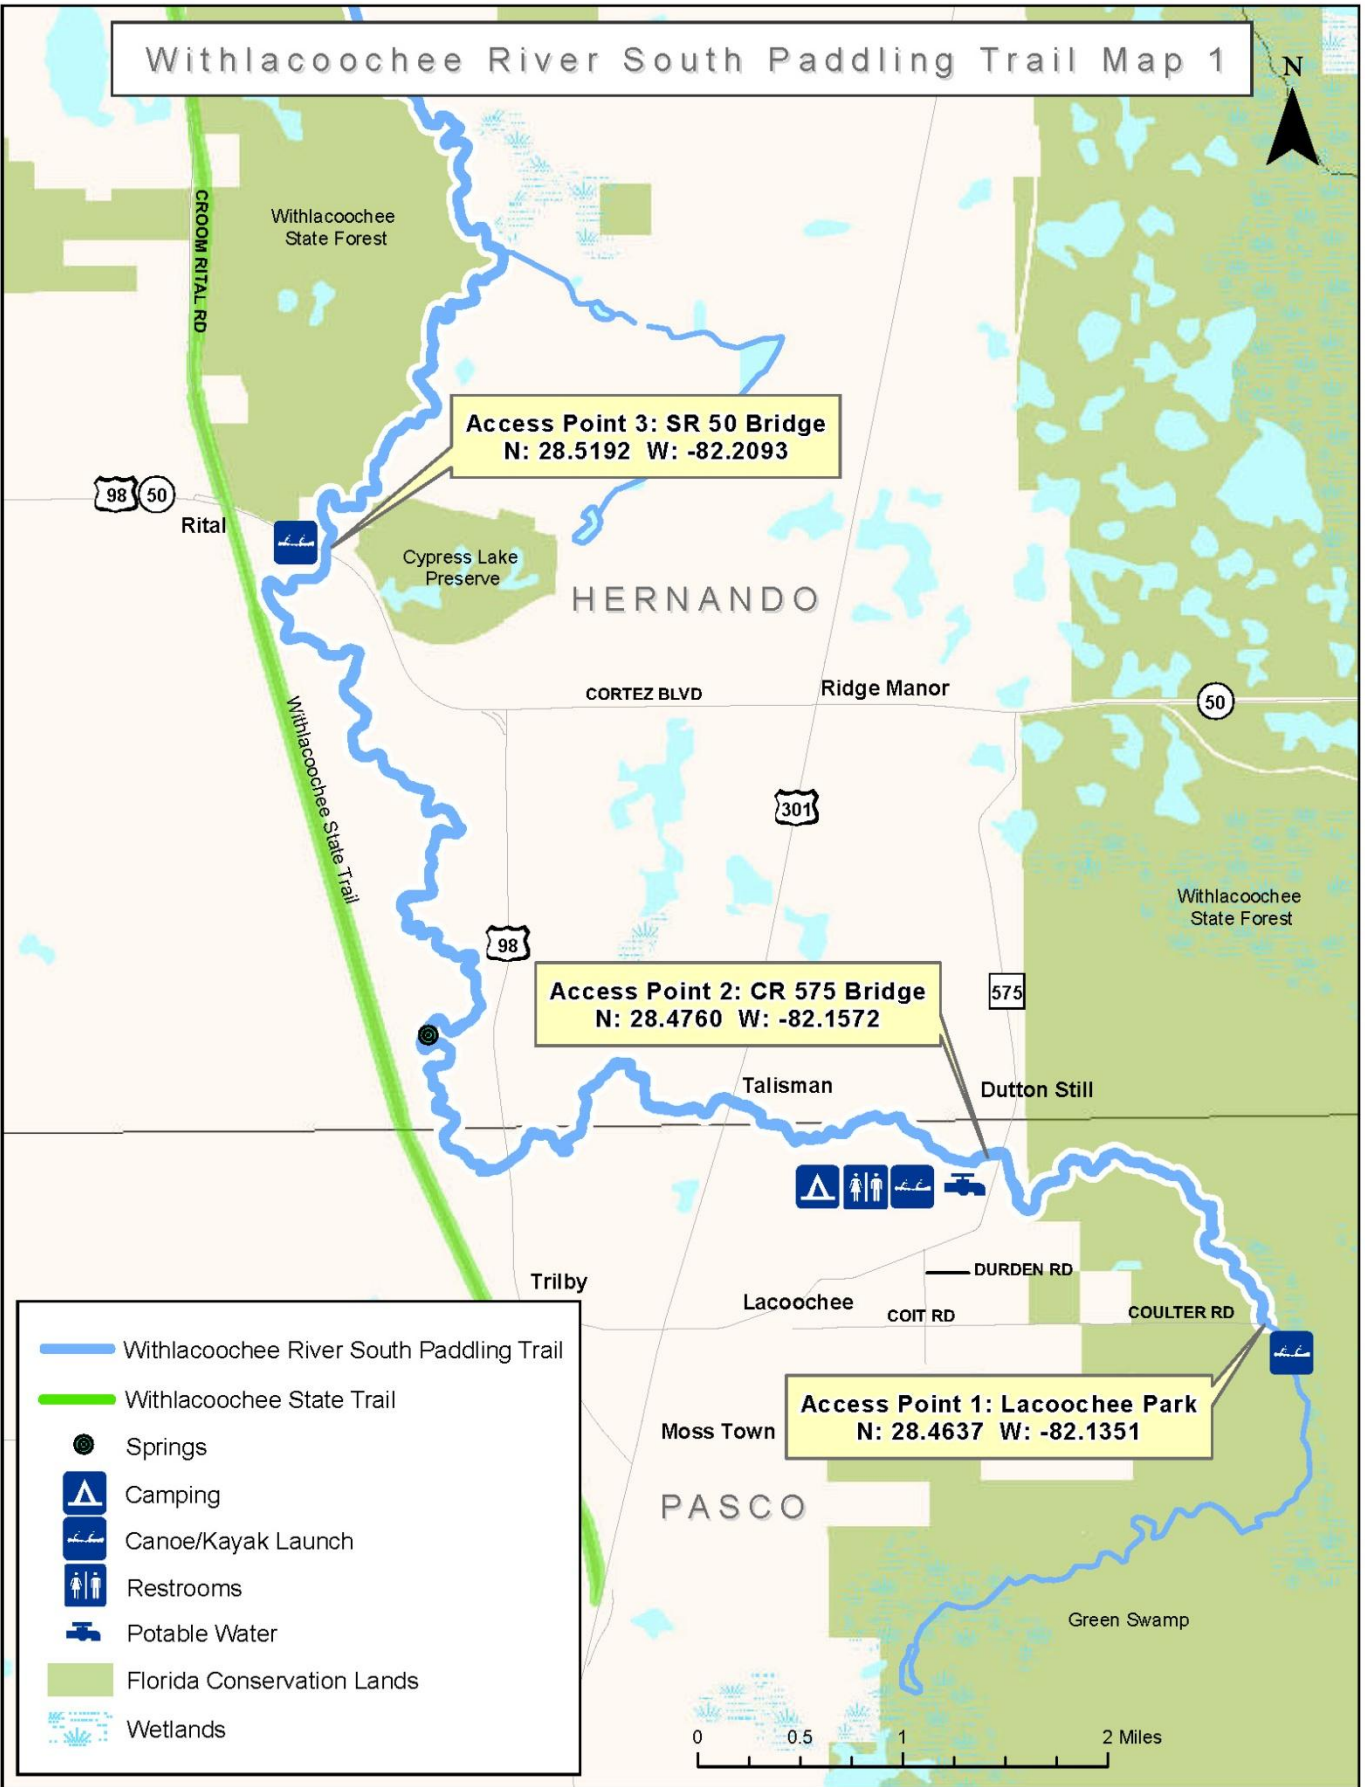 Withlacoochee River South Paddling Trail Map 1
N
CROOM RITAL RD
Withlacoochee
State Forest
Access Point 3: SR 50 Bridge
N: 28.5192 W: -82.2093
98
50
Rital
Cypress Lake
Preserve
HERNANDO
CORTEZ BLVD
Ridge Manor
50
Withlacoochee State Trail
301
Withlacoochee
State Forest
98
Access Point 2: CR 575 Bridge
N: 28.4760 W: -82.1572
575
Talisman
Dutton Still
Trilby
DURDEN RD
Lacoochee
COIT RD
COULTER RD
Access Point 1: Lacoochee Park
N: 28.4637 W: -82.1351
Moss Town
PASCO
Green Swamp
Withlacoochee River South Paddling Trail
Withlacoochee State Trail
Springs
Camping
Canoe/Kayak Launch
Restrooms
Potable Water
Florida Conservation Lands
Wetlands
0 0.5 1 2 Miles